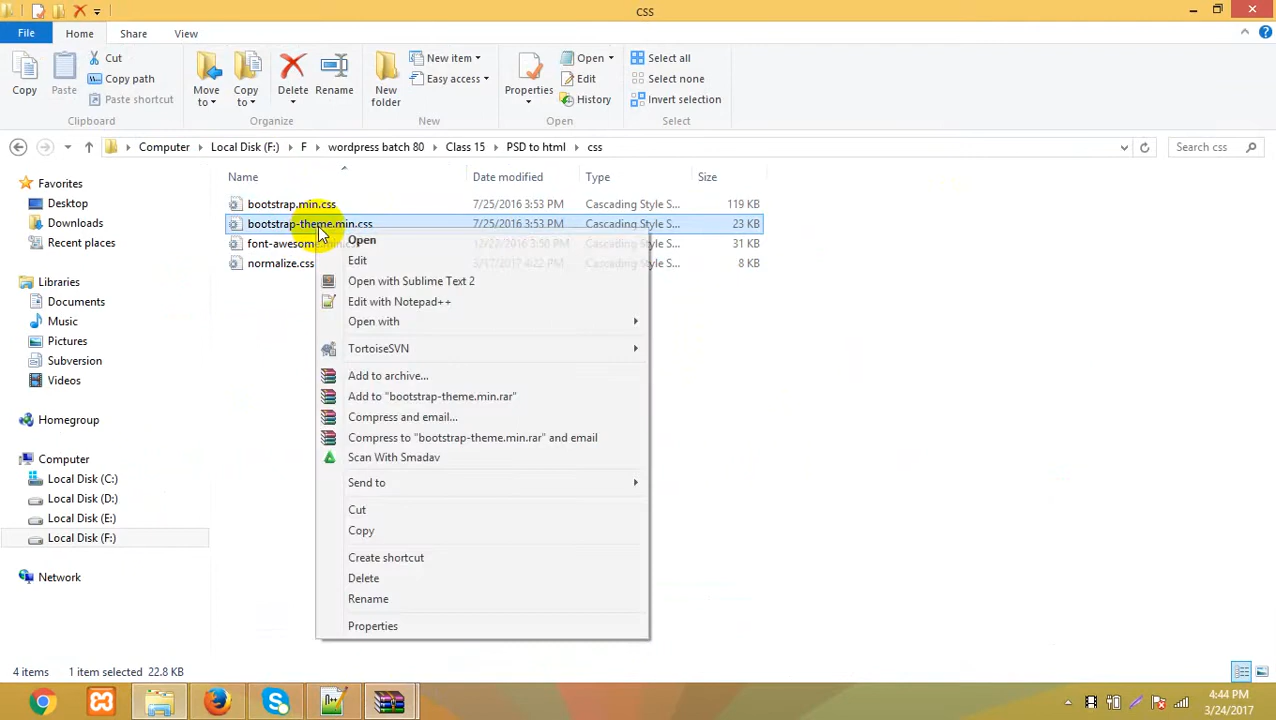 css
File Home Share View
Copy Paste Cut Copy path Paste shortcut Move to Copy to Delete Rename New folder New item Easy access Properties Open Edit History Select all Select none Invert selection
Clipboard Organize New Open Select
Computer Local Disk (F:) F wordpress batch 80 Class 15 PSD to html css Search css
Name Date modified Type Size
bootstrap.min.css 7/25/2016 3:53 PM Cascading Style S... 119 KB
bootstrap-theme.min.css 7/25/2016 3:53 PM Cascading Style S... 23 KB
font-awesom PM Cascading Style S... 31 KB
normalize.css PM Cascading Style S... 8 KB
Favorites
Desktop
Downloads
Recent places
Libraries
Documents
Music
Pictures
Subversion
Videos
Homegroup
Computer
Local Disk (C:)
Local Disk (D:)
Local Disk (E:)
Local Disk (F:)
Network
Open
Edit
Open with Sublime Text 2
Edit with Notepad++
Open with
TortoiseSVN
Add to archive...
Add to "bootstrap-theme.min.rar"
Compress and email...
Compress to "bootstrap-theme.min.rar" and email
Scan With Smadav
Send to
Cut
Copy
Create shortcut
Delete
Rename
Properties
4 items 1 item selected 22.8 KB
4:44 PM
3/24/2017